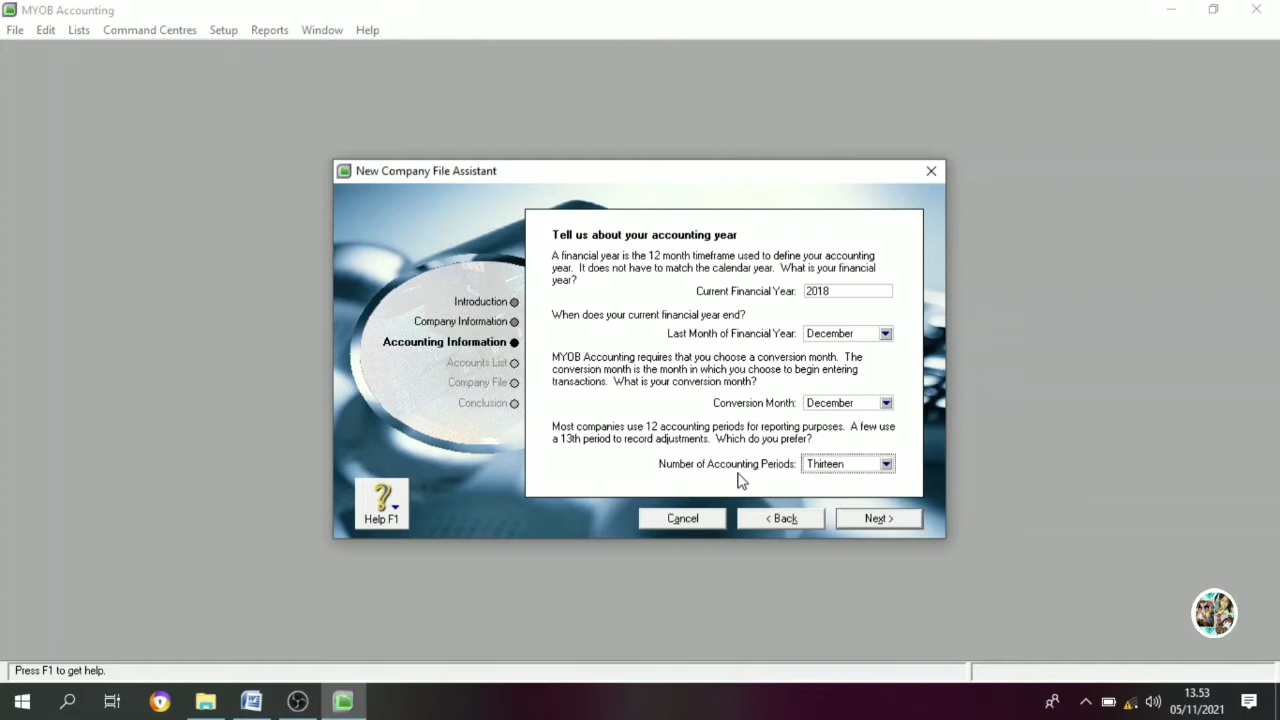 MYOB Accounting
File Edit Lists Command Centres Setup Reports Window Help
New Company File Assistant
Introduction
Company Information
Accounting Information
Accounts List
Company File
Conclusion
Help F1
Tell us about your accounting year
A financial year is the 12 month timeframe used to define your accounting
year. It does not have to match the calendar year. What is your financial
year?
Current Financial Year: 2018
When does your current financial year end?
Last Month of Financial Year: December
MYOB Accounting requires that you choose a conversion month. The
conversion month is the month in which you choose to begin entering
transactions. What is your conversion month?
Conversion Month: December
Most companies use 12 accounting periods for reporting purposes. A few use
a 13th period to record adjustments. Which do you prefer?
Number of Accounting Periods: Thirteen
Cancel < Back Next >
Press F1 to get help.
13.53
05/11/2021